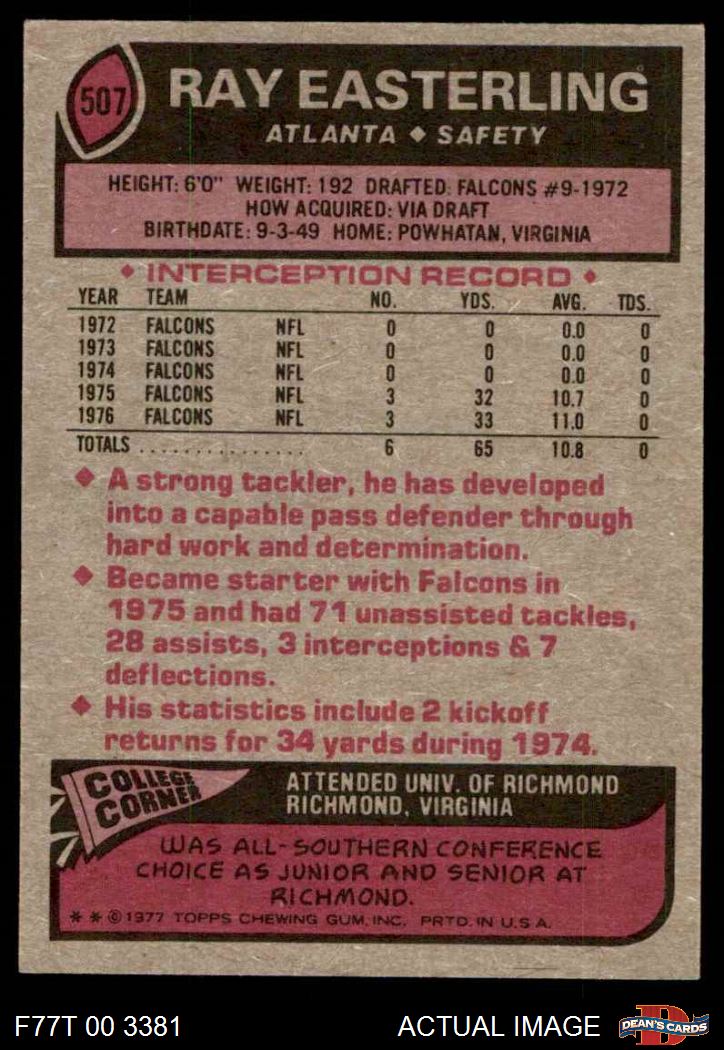 507
RAY EASTERLING
ATLANTA ♦ SAFETY
HEIGHT: 6'0" WEIGHT: 192 DRAFTED: FALCONS #9-1972
HOW ACQUIRED: VIA DRAFT
BIRTHDATE: 9-3-49 HOME: POWHATAN, VIRGINIA
♦ INTERCEPTION RECORD ♦
YEAR TEAM NO. YDS. AVG. TDS.
1972 FALCONS NFL 0 0 0.0 0
1973 FALCONS NFL 0 0 0.0 0
1974 FALCONS NFL 0 0 0.0 0
1975 FALCONS NFL 3 32 10.7 0
1976 FALCONS NFL 3 33 11.0 0
TOTALS ............... 6 65 10.8 0
♦ A strong tackler, he has developed
into a capable pass defender through
hard work and determination.
♦ Became starter with Falcons in
1975 and had 71 unassisted tackles,
28 assists, 3 interceptions & 7
deflections.
♦ His statistics include 2 kickoff
returns for 34 yards during 1974.
COLLEGE
CORNER
ATTENDED UNIV. OF RICHMOND
RICHMOND, VIRGINIA
WAS ALL-SOUTHERN CONFERENCE
CHOICE AS JUNIOR AND SENIOR AT
RICHMOND.
* * © 1977 TOPPS CHEWING GUM, INC. PRTD. IN U.S.A.
F77T 00 3381
ACTUAL IMAGE
D
DEAN'S CARDS